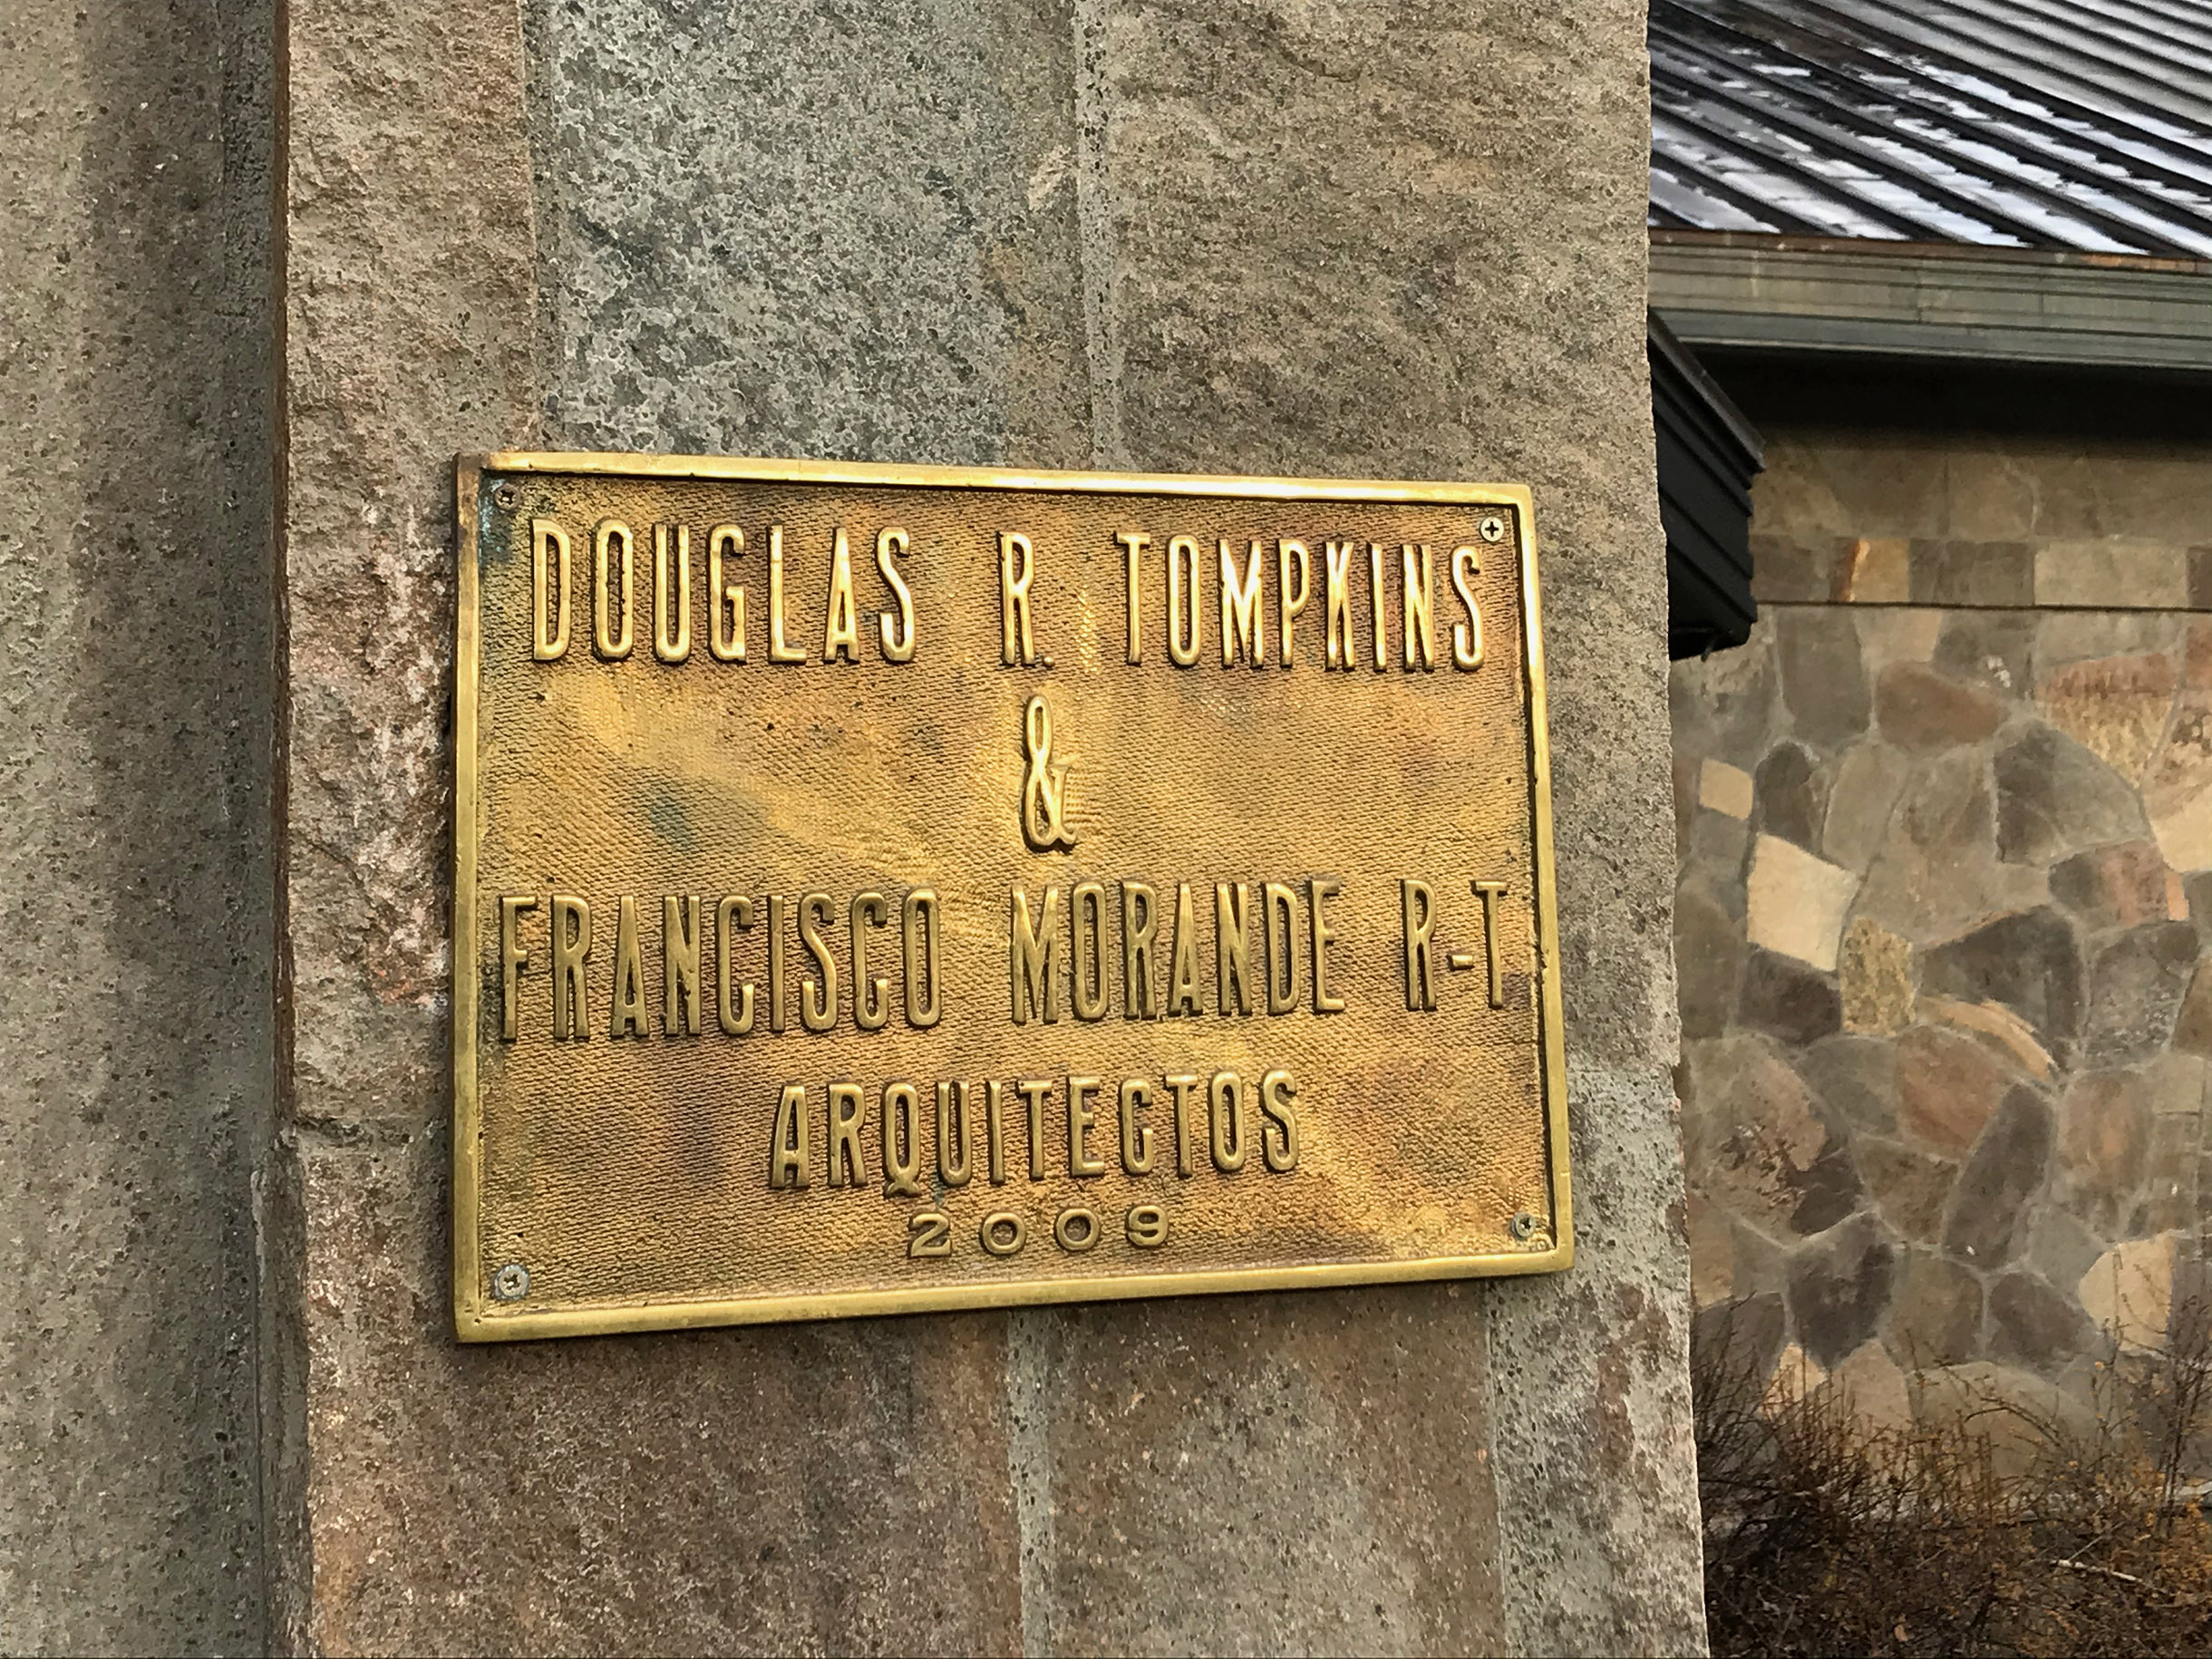 DOUGLAS R. TOMPKINS
&
FRANCISCO MORANDE R-T
ARQUITECTOS
2009